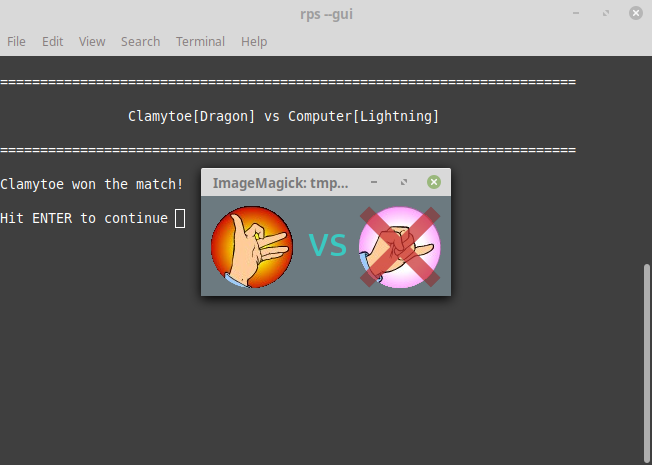 rps --gui
File Edit View Search Terminal Help
========================================================================
Clamytoe[Dragon] vs Computer[Lightning]
========================================================================
Clamytoe won the match!
ImageMagick: tmp...
Hit ENTER to continue
vs